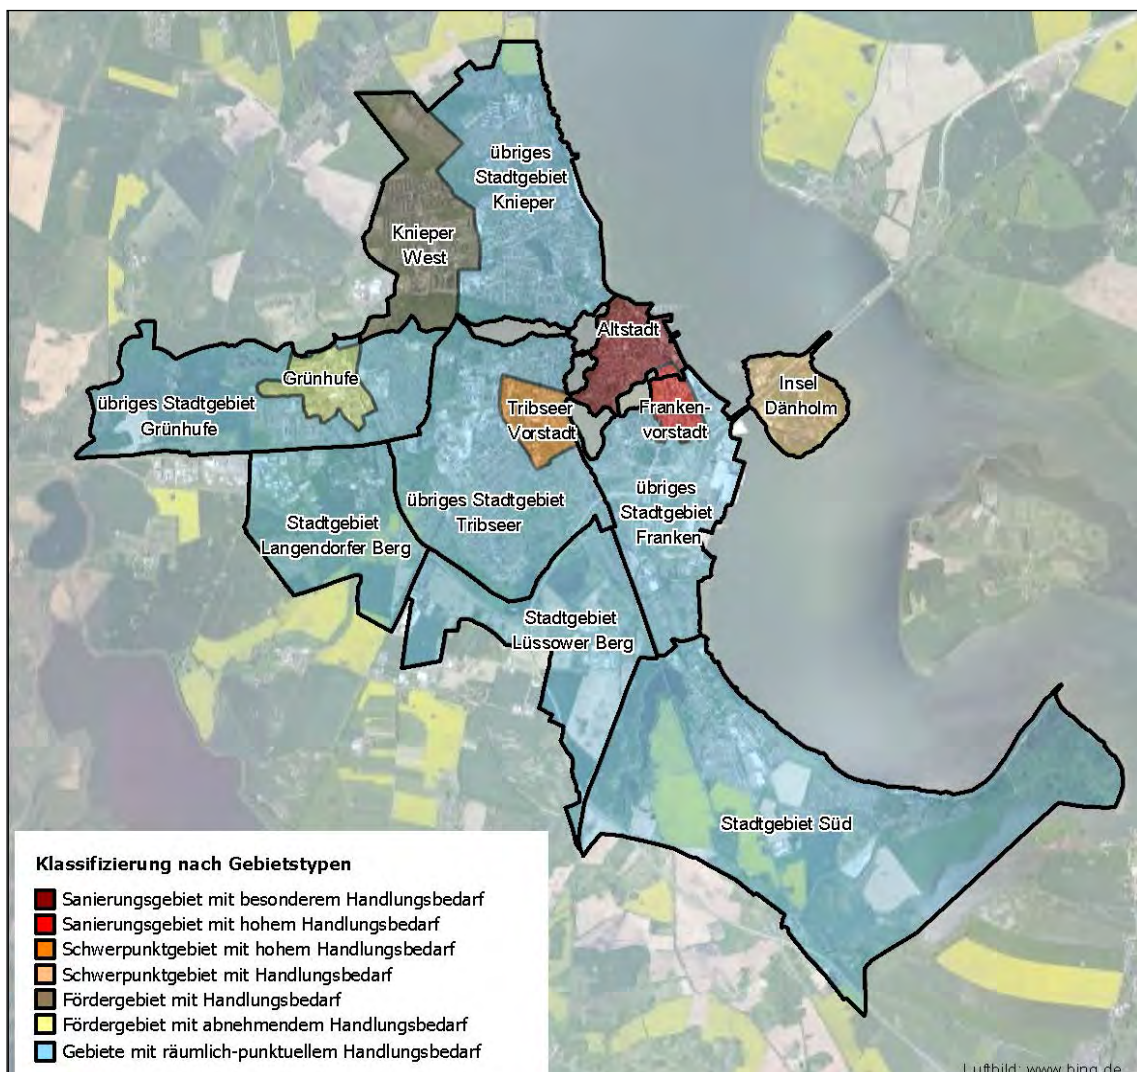 übriges
Stadtgebiet
Knieper
Knieper
West
Altstadt
Grünhufe
Insel
Dänholm
übriges Stadtgebiet
Grünhufe
Tribseer
Vorstadt
Franken-
vorstadt
übriges Stadtgebiet
Tribseer
übriges
Stadtgebiet
Franken
Stadtgebiet
Langendorfer Berg
Stadtgebiet
Lüssower Berg
Stadtgebiet Süd
Klassifizierung nach Gebietstypen
Sanierungsgebiet mit besonderem Handlungsbedarf
Sanierungsgebiet mit hohem Handlungsbedarf
Schwerpunktgebiet mit hohem Handlungsbedarf
Schwerpunktgebiet mit Handlungsbedarf
Fördergebiet mit Handlungsbedarf
Fördergebiet mit abnehmendem Handlungsbedarf
Gebiete mit räumlich-punktuellem Handlungsbedarf
Luftbild: www.bing.de